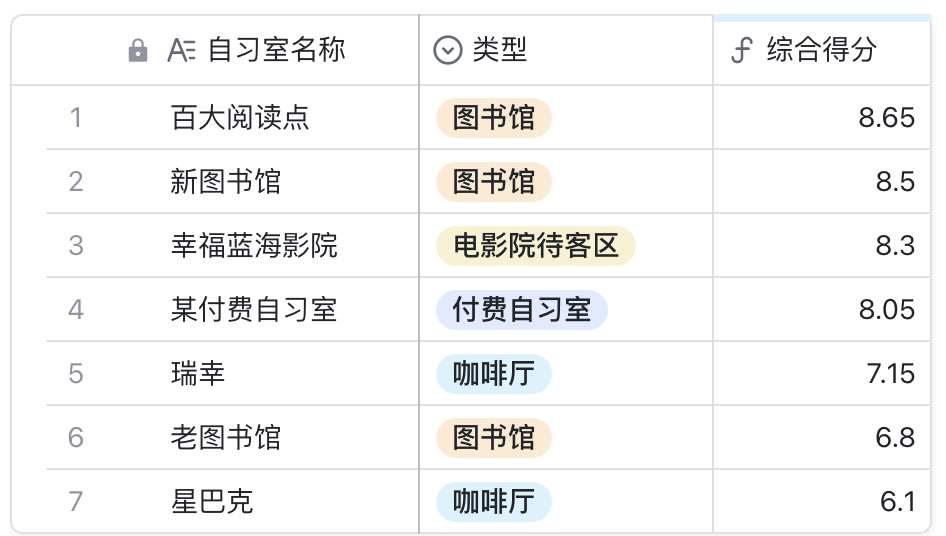 自习室名称 类型 综合得分
1 百大阅读点 图书馆 8.65
2 新图书馆 图书馆 8.5
3 幸福蓝海影院 电影院待客区 8.3
4 某付费自习室 付费自习室 8.05
5 瑞幸 咖啡厅 7.15
6 老图书馆 图书馆 6.8
7 星巴克 咖啡厅 6.1